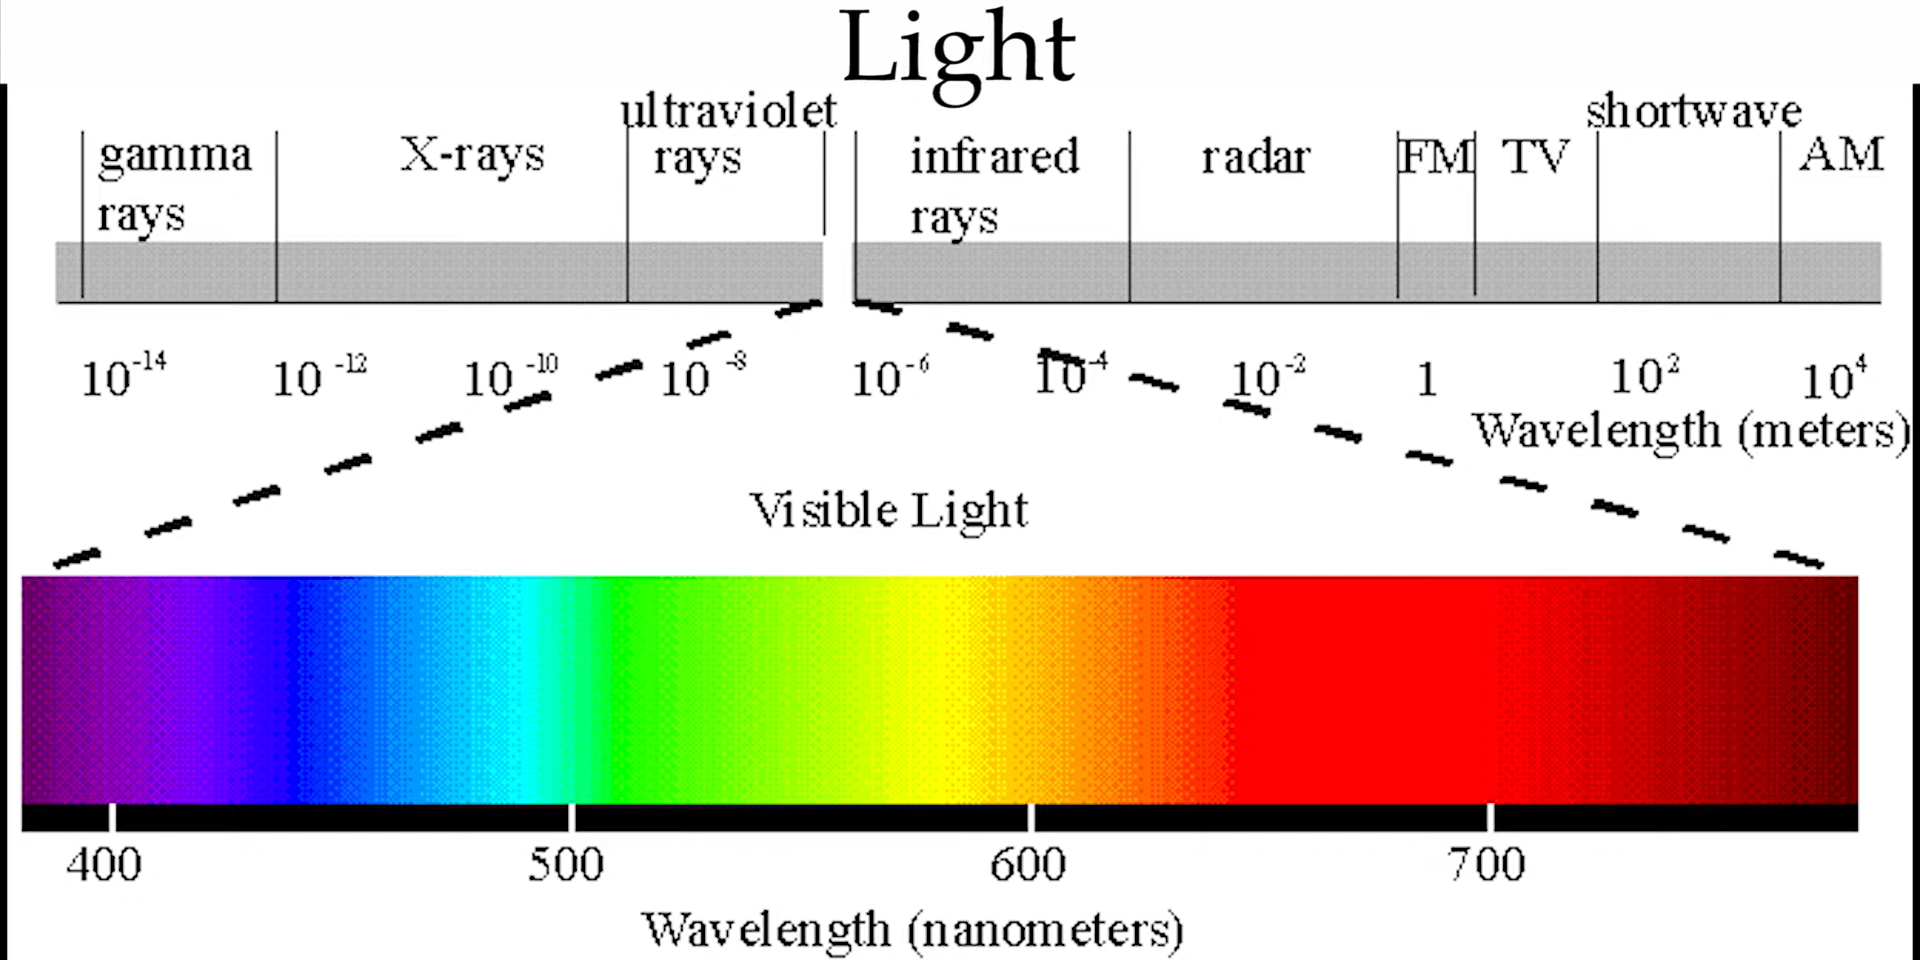 Light
ultraviolet shortwave
gamma X-rays rays infrared radar FM TV AM
rays rays
10⁻¹⁴ 10⁻¹² 10⁻¹⁰ 10⁻⁸ 10⁻⁶ 10⁻⁴ 10⁻² 1 10² 10⁴
Wavelength (meters)
Visible Light
400 500 600 700
Wavelength (nanometers)